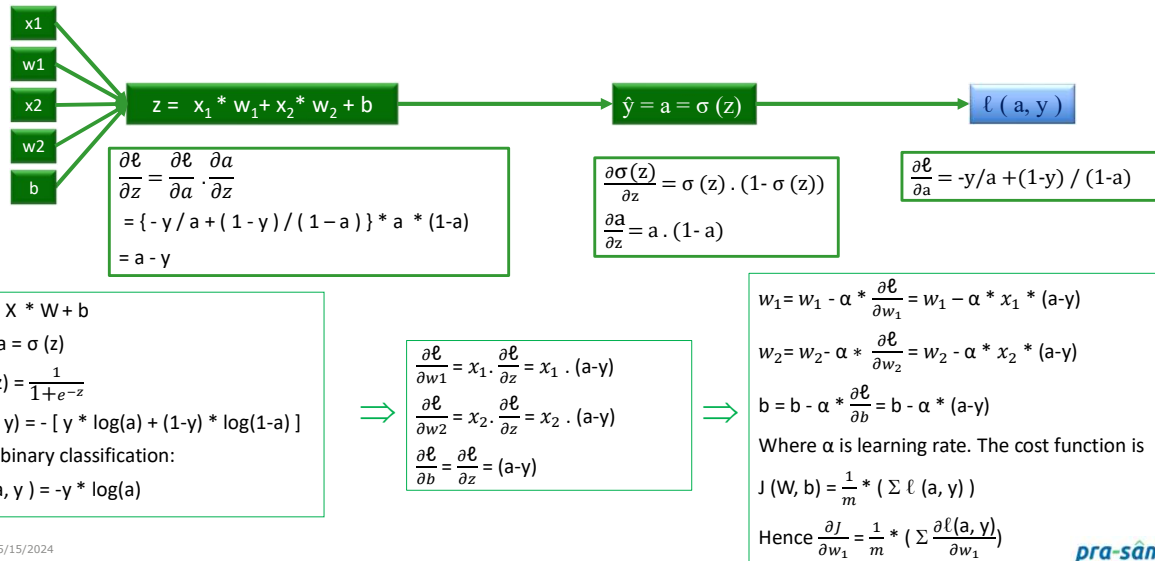 x1
w1
x2
w2
b
z = x₁ * w₁+ x₂* w₂ + b
ŷ = a = σ (z)
ℓ ( a, y )
∂ℓ/∂z = ∂ℓ/∂a . ∂a/∂z
= { - y / a + ( 1 - y ) / ( 1 – a ) } * a * (1-a)
= a - y
∂σ(z)/∂z = σ (z) . (1- σ (z))
∂a/∂z = a . (1- a)
∂ℓ/∂a = -y/a +(1-y) / (1-a)
X * W + b
a = σ (z)
z) = 1/(1+e⁻ᶻ)
y) = - [ y * log(a) + (1-y) * log(1-a) ]
binary classification:
a, y ) = -y * log(a)
⇒
∂ℓ/∂w1 = x₁. ∂ℓ/∂z = x₁ . (a-y)
∂ℓ/∂w2 = x₂. ∂ℓ/∂z = x₂ . (a-y)
∂ℓ/∂b = ∂ℓ/∂z = (a-y)
⇒
w₁= w₁ - α * ∂ℓ/∂w₁ = w₁ – α * x₁ * (a-y)
w₂= w₂- α * ∂ℓ/∂w₂ = w₂ - α * x₂ * (a-y)
b = b - α * ∂ℓ/∂b = b - α * (a-y)
Where α is learning rate. The cost function is
J (W, b) = 1/m * ( Σ ℓ (a, y) )
Hence ∂J/∂w₁ = 1/m * ( Σ ∂ℓ(a, y)/∂w₁)
5/15/2024
pra-sâm